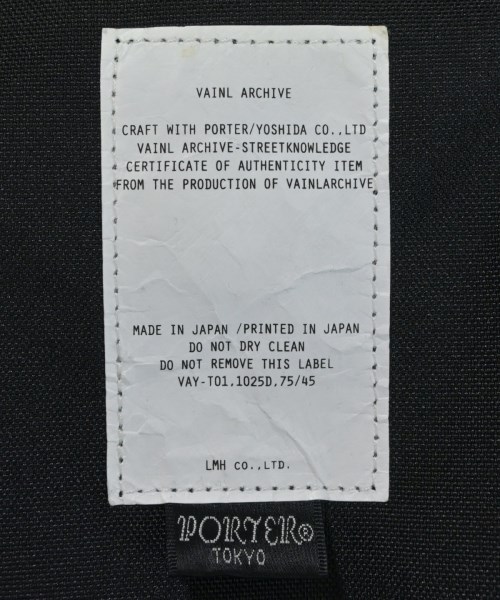 VAINL ARCHIVE
CRAFT WITH PORTER/YOSHIDA CO.,LTD
VAINL ARCHIVE-STREETKNOWLEDGE
CERTIFICATE OF AUTHENTICITY ITEM
FROM THE PRODUCTION OF VAINLARCHIVE
MADE IN JAPAN /PRINTED IN JAPAN
DO NOT DRY CLEAN
DO NOT REMOVE THIS LABEL
VAY-T01,1025D,75/45
LMH CO.,LTD.
PORTER®
TOKYO